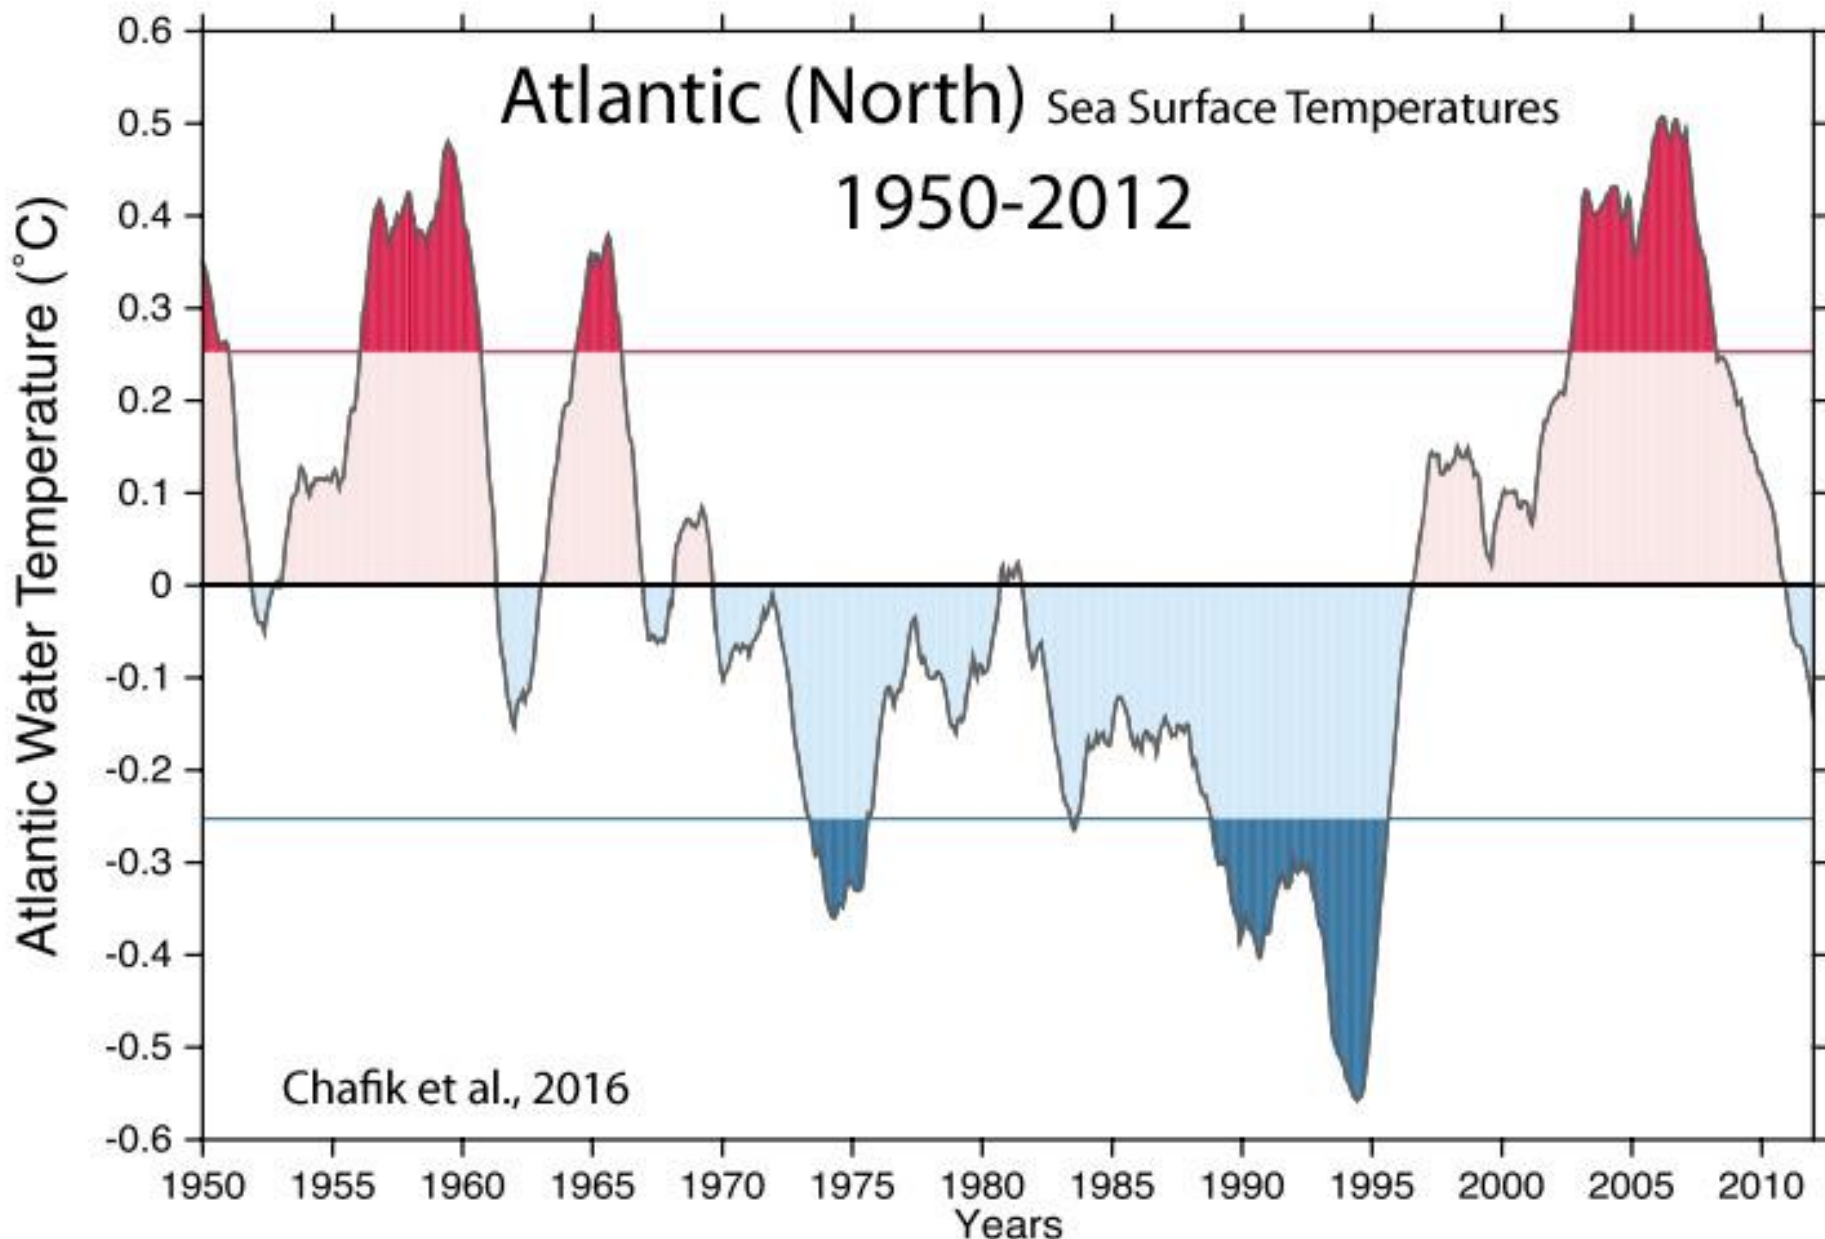 Atlantic (North) Sea Surface Temperatures
1950-2012
Atlantic Water Temperature (˚C)
0.6
0.5
0.4
0.3
0.2
0.1
0
-0.1
-0.2
-0.3
-0.4
-0.5
-0.6
Chafik et al., 2016
1950 1955 1960 1965 1970 1975 1980 1985 1990 1995 2000 2005 2010
Years